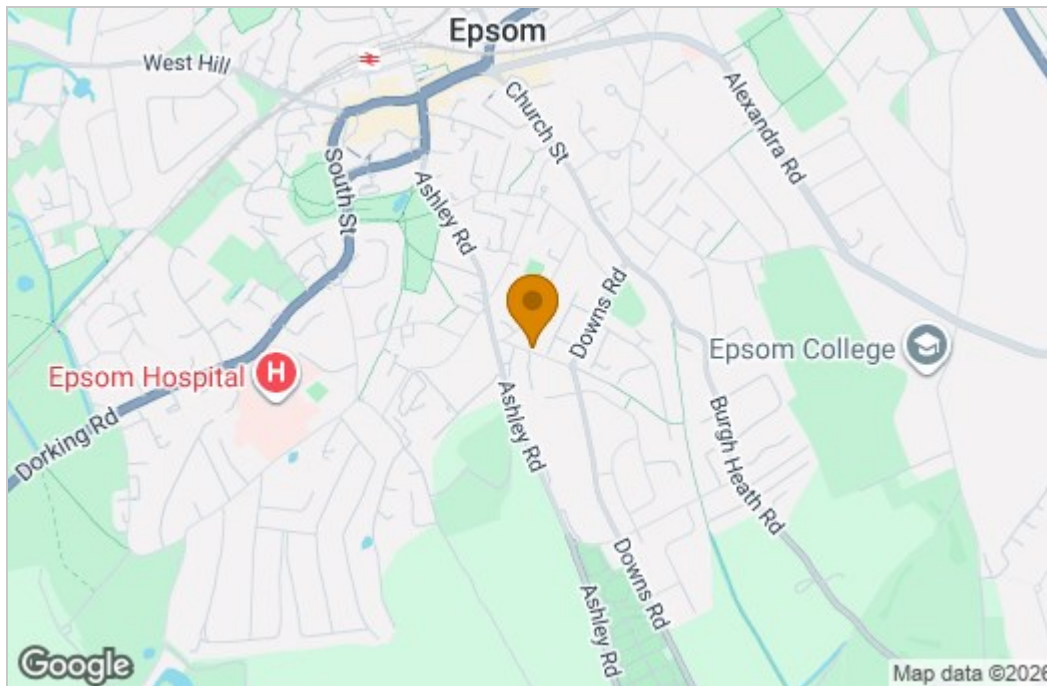 Epsom
West Hill
Church St
Alexandra Rd
South St
Ashley Rd
Downs Rd
Epsom College
Epsom Hospital
H
Dorking Rd
Ashley Rd
Burgh Heath Rd
Downs Rd
Ashley Rd
Google
Map data ©2026